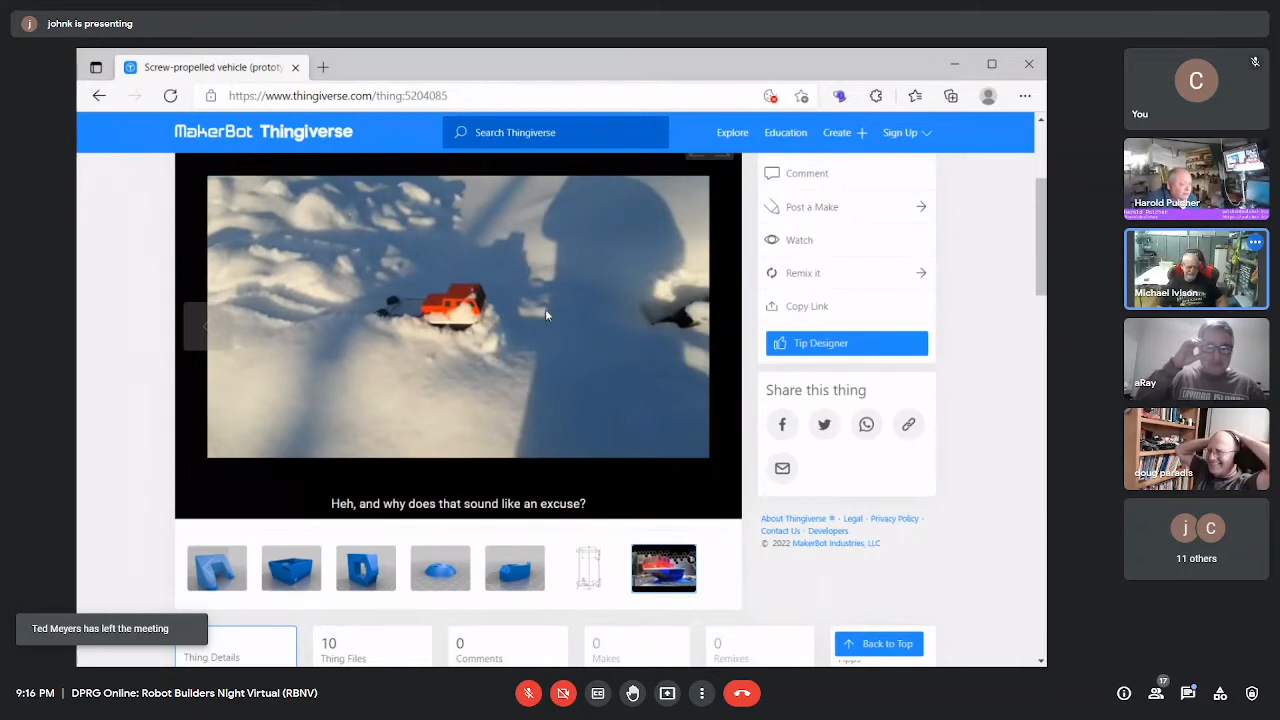 j johnk is presenting
Screw-propelled vehicle (prototy
https://www.thingiverse.com/thing:5204085
MakerBot Thingiverse
Search Thingiverse
Explore
Education
Create
Sign Up
Comment
Post a Make
Watch
Remix it
Copy Link
Tip Designer
Share this thing
About Thingiverse ® · Legal · Privacy Policy ·
Contact Us · Developers
© 2022 MakerBot Industries, LLC
Heh, and why does that sound like an excuse?
Thing Details
10
Thing Files
0
Comments
0
Makes
0
Remixes
Back to Top
C
You
Harold Pulcher
Michael Ivison
aRay
doug paradis
j C
11 others
Ted Meyers has left the meeting
9:16 PM | DPRG Online: Robot Builders Night Virtual (RBNV)
17